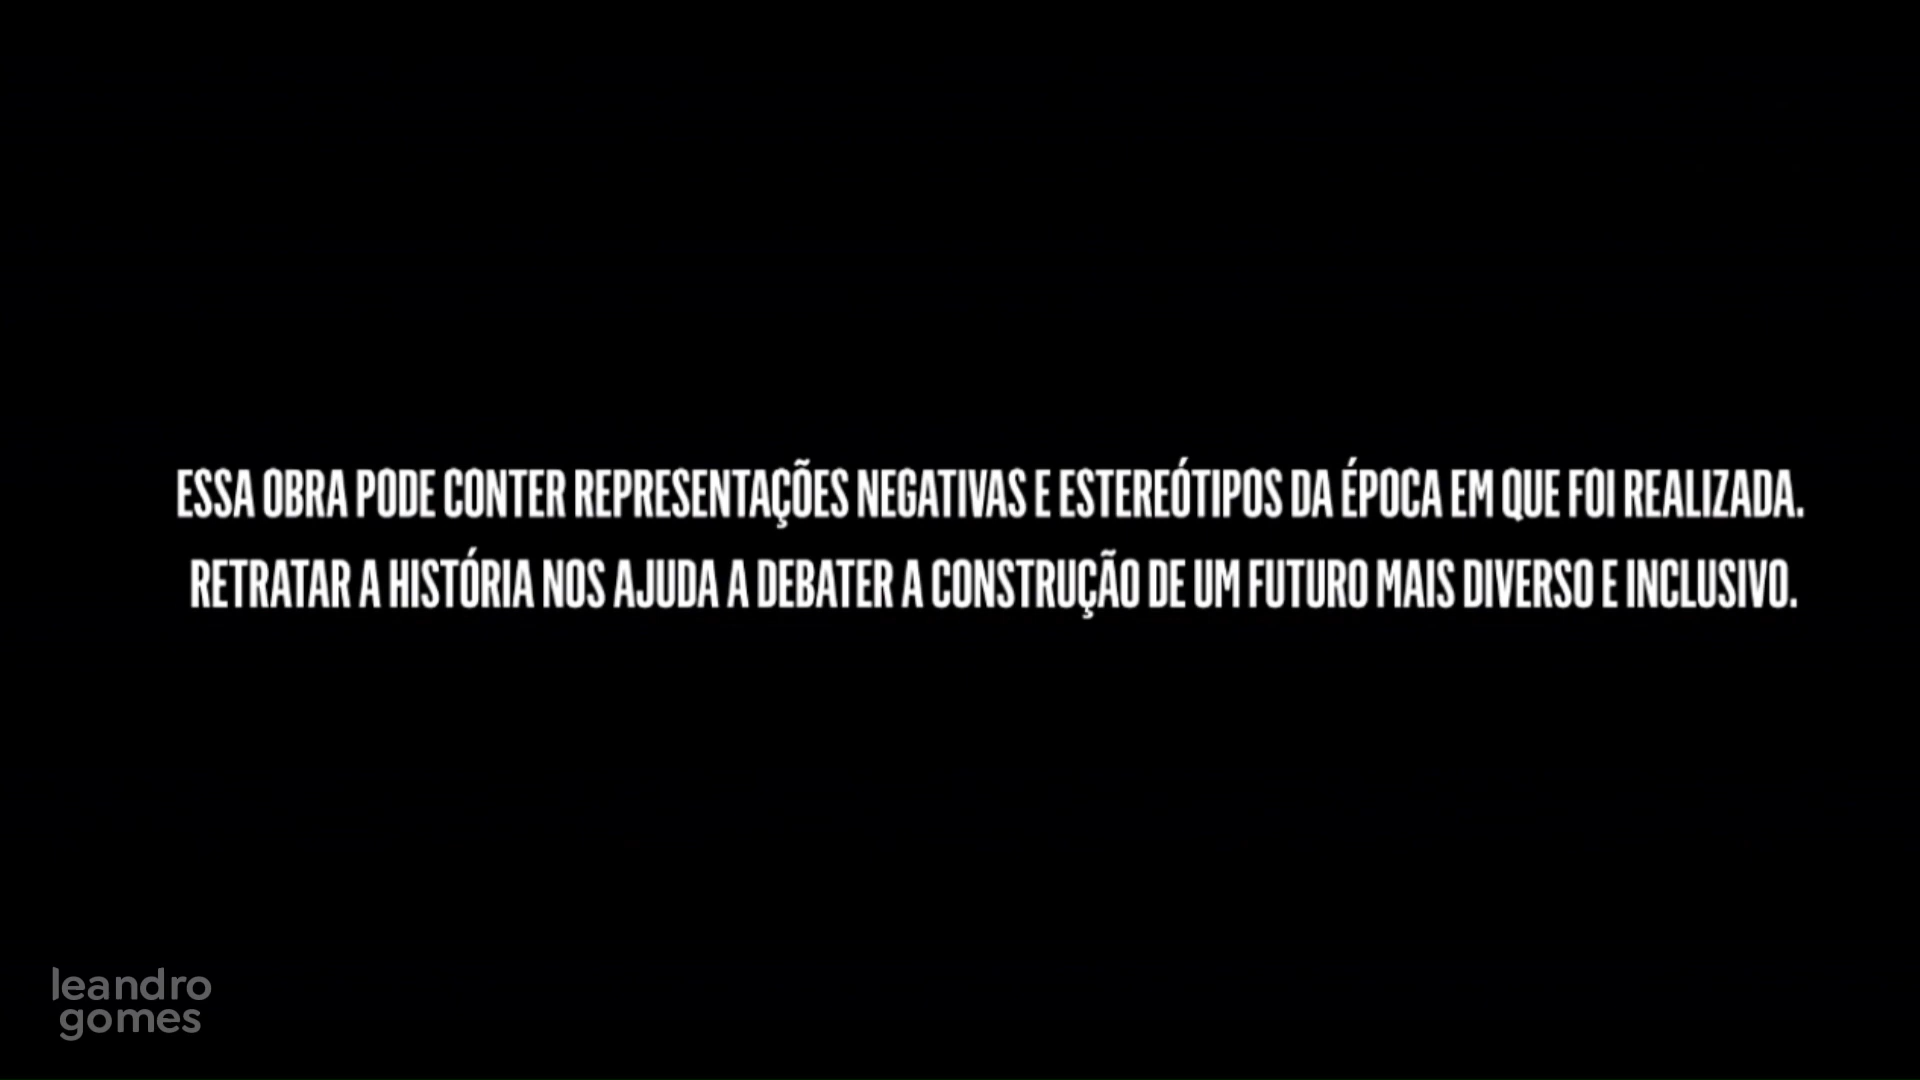 ESSA OBRA PODE CONTER REPRESENTAÇÕES NEGATIVAS E ESTEREÓTIPOS DA ÉPOCA EM QUE FOI REALIZADA.
RETRATAR A HISTÓRIA NOS AJUDA A DEBATER A CONSTRUÇÃO DE UM FUTURO MAIS DIVERSO E INCLUSIVO.
leandro
gomes